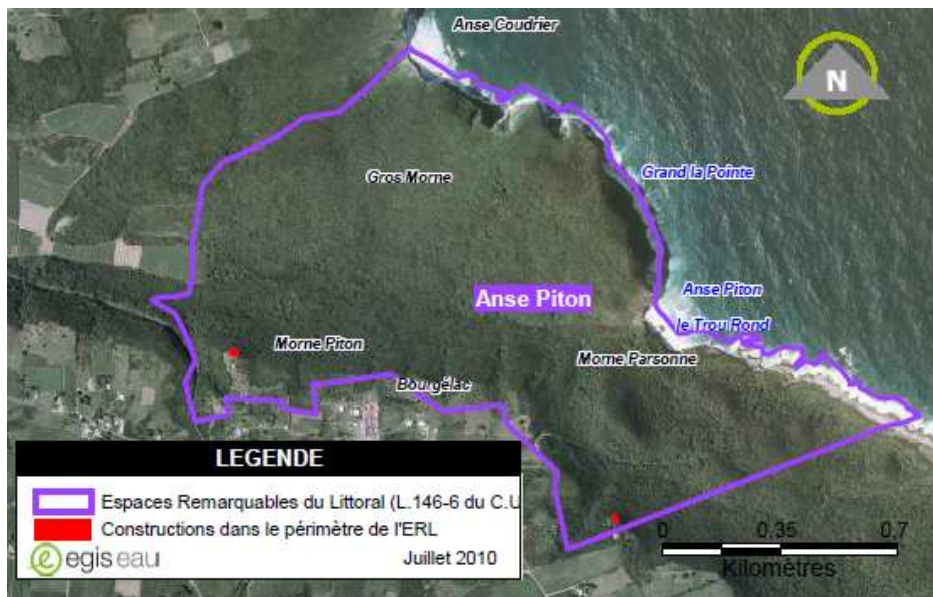 Anse Coudrier
N
Gros Morne
Grand la Pointe
Anse Piton
Anse Piton
le Trou Rond
Morne Piton
Morne Parsonne
Bourgélac
LEGENDE
Espaces Remarquables du Littoral (L.146-6 du C.U
Constructions dans le périmètre de l'ERL
egis eau
Juillet 2010
0 0,35 0,7
Kilomètres